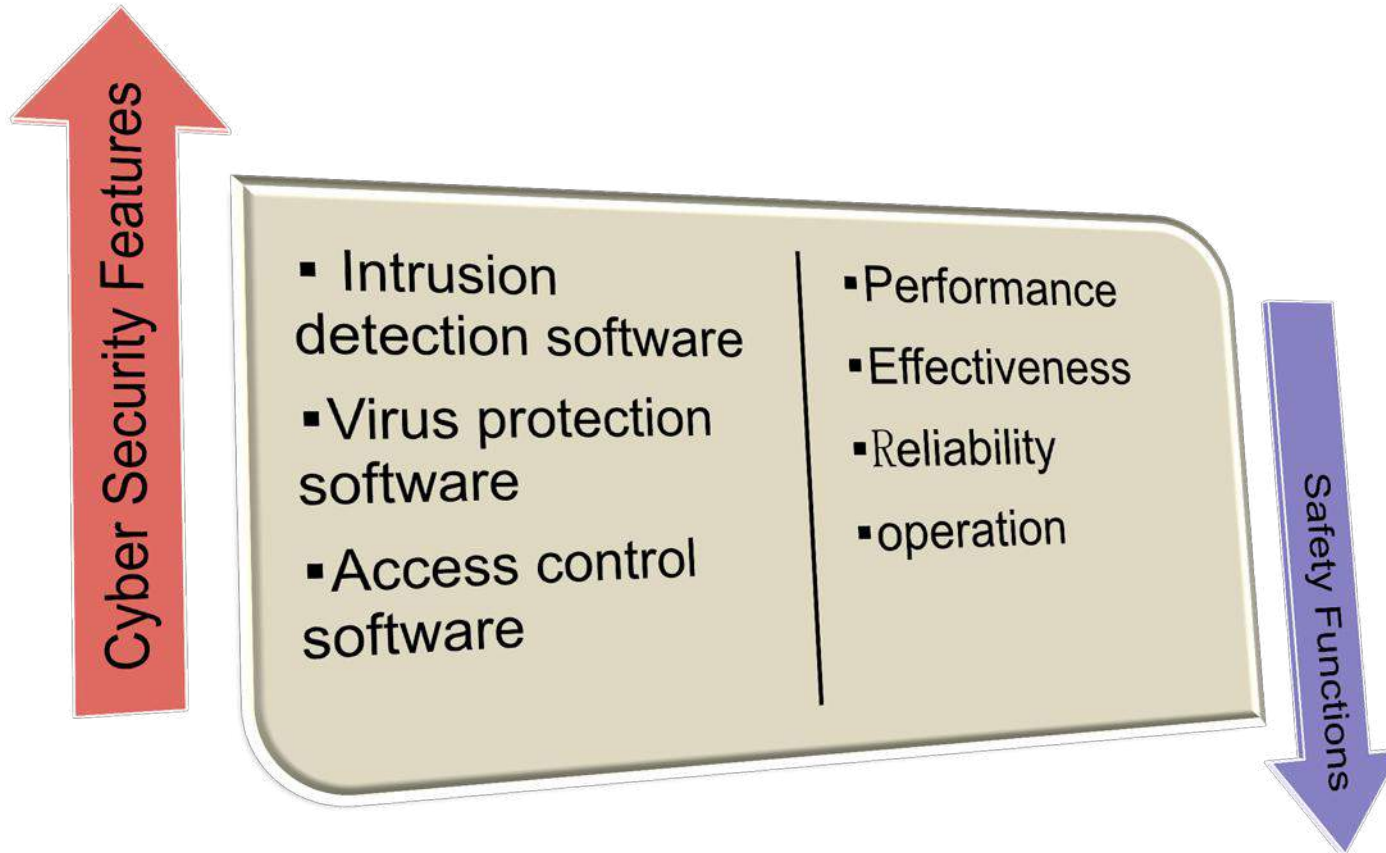 Cyber Security Features
▪ Intrusion
detection software
▪Virus protection
software
▪Access control
software
▪Performance
▪Effectiveness
▪Reliability
▪operation
Safety Functions